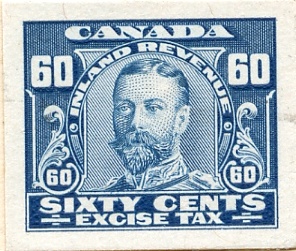 CANADA
INLAND REVENUE
60 60
60 60
SIXTY CENTS
EXCISE TAX